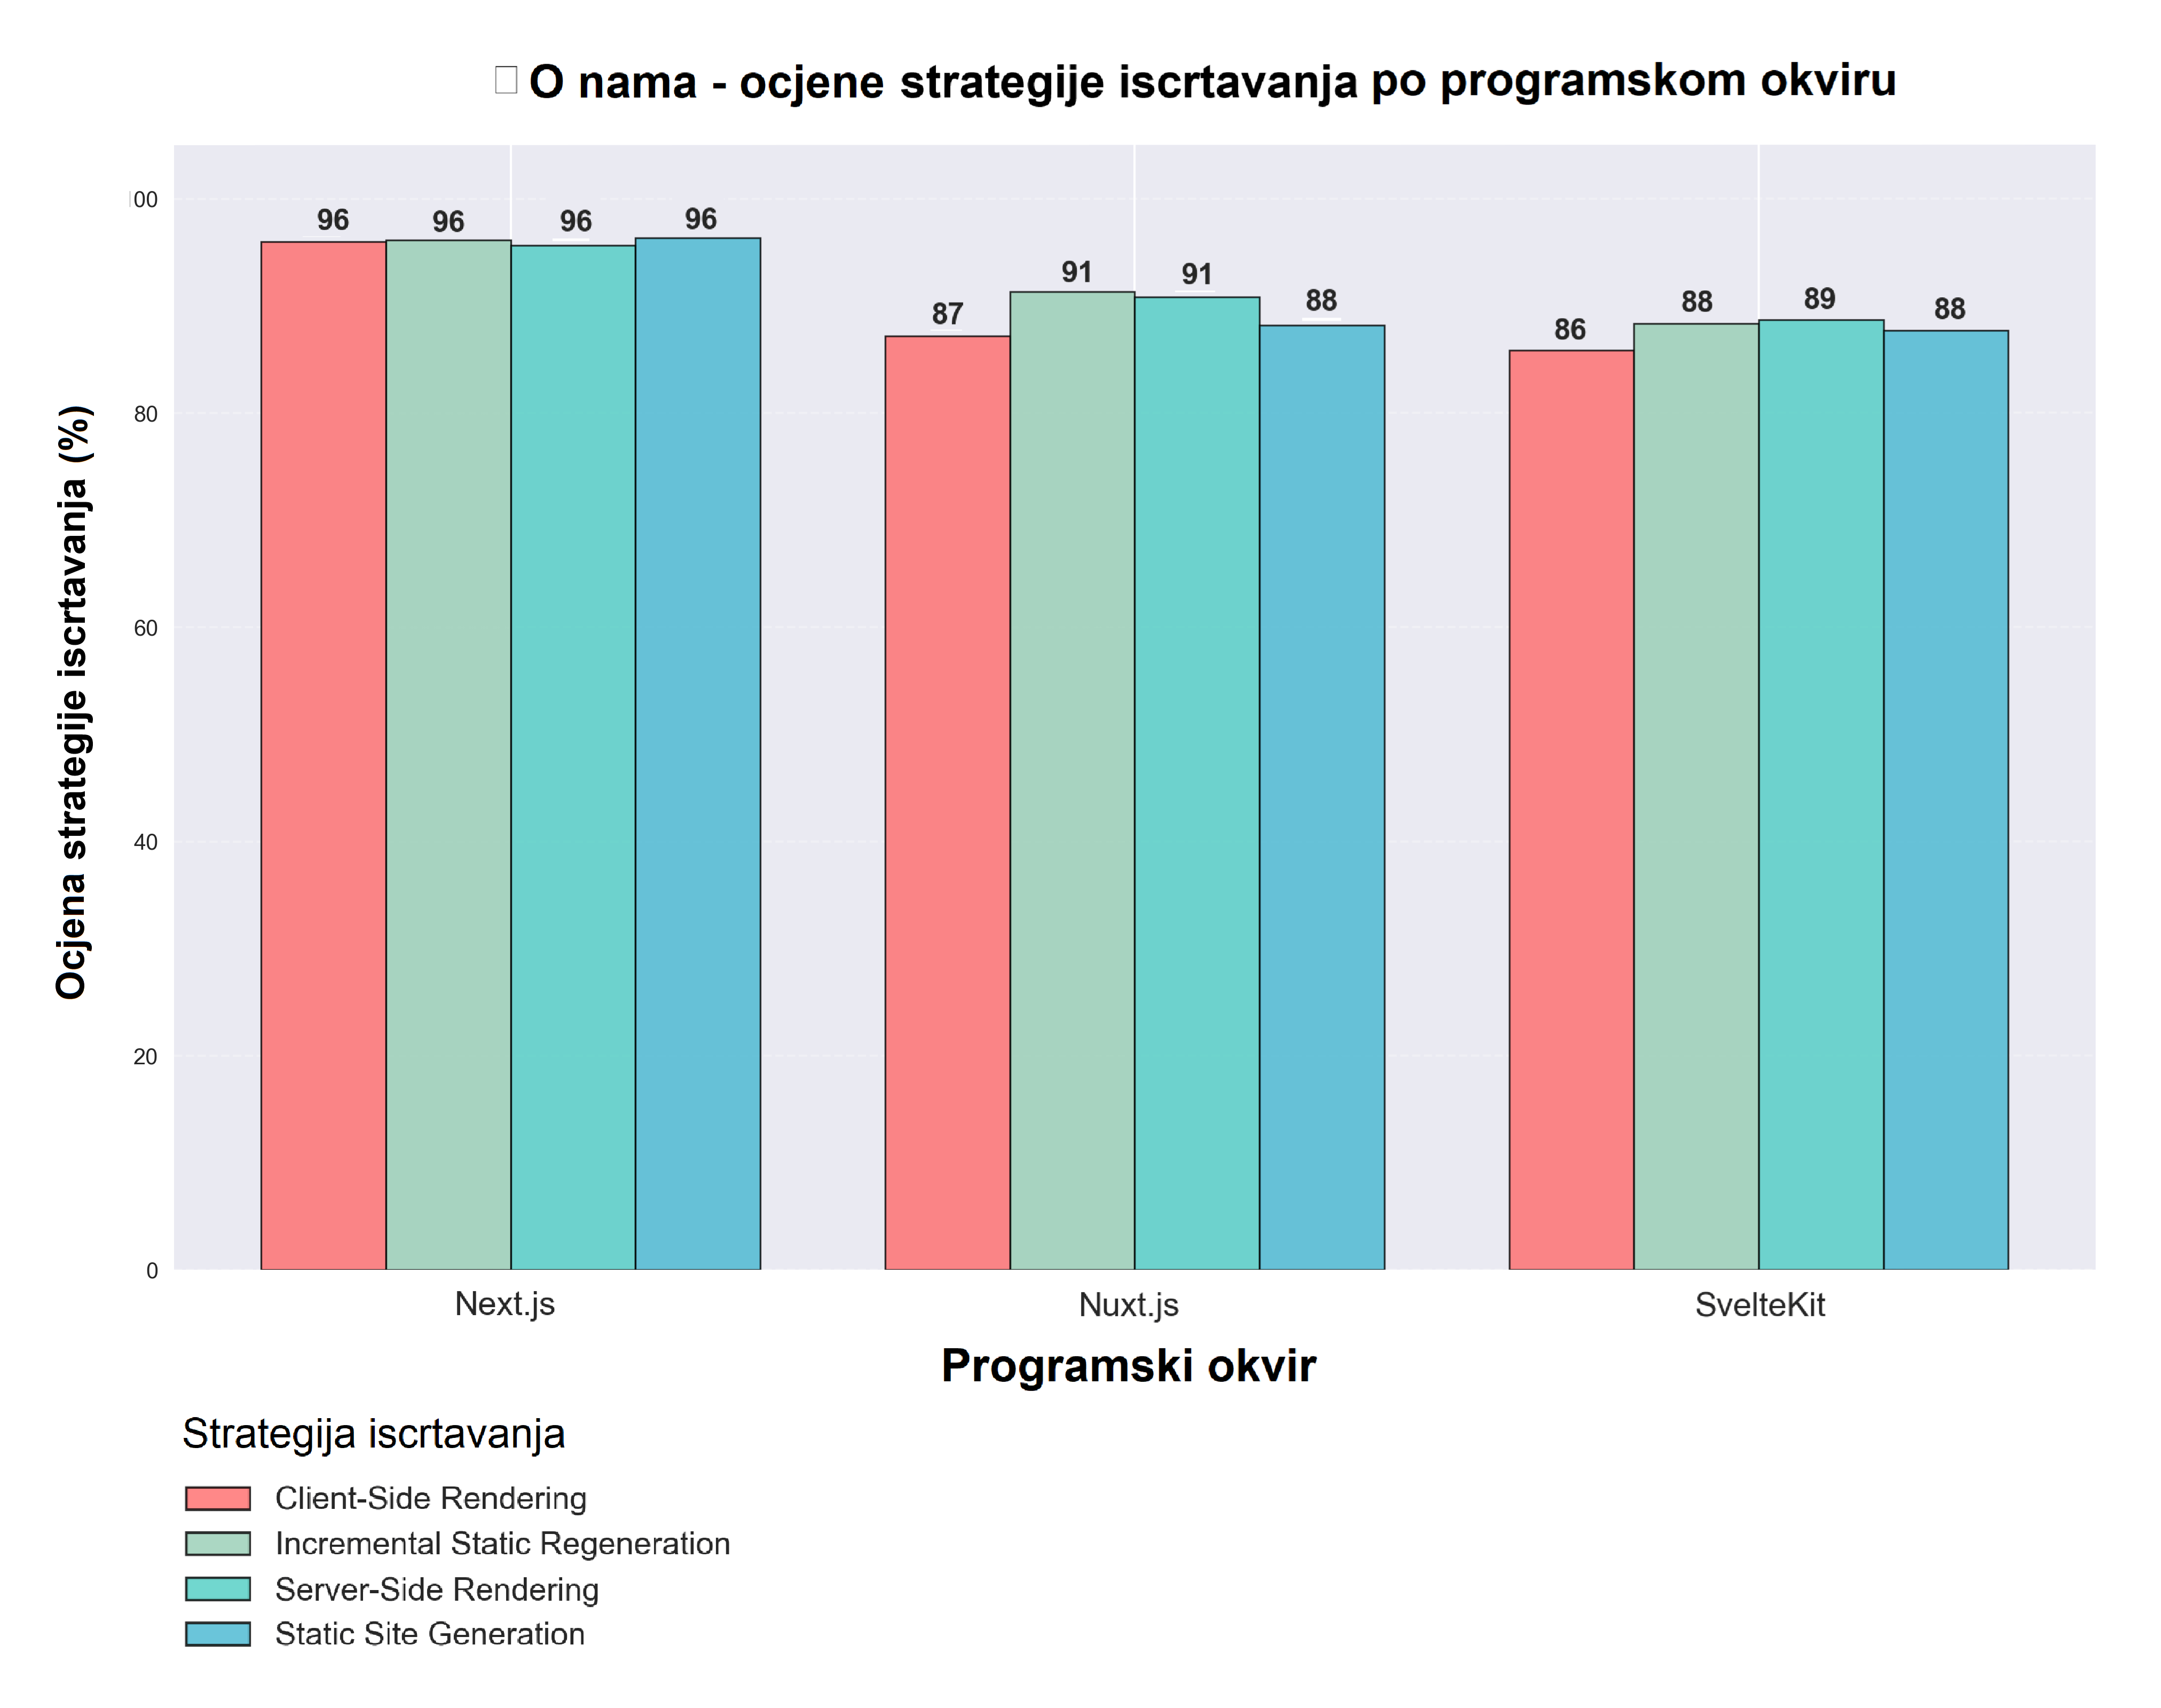 O nama - ocjene strategije iscrtavanja po programskom okviru
Ocjena strategije iscrtavanja (%)
00
80
60
40
20
0
96 96 96 96
87 91 91 88
86 88 89 88
Next.js Nuxt.js SvelteKit
Programski okvir
Strategija iscrtavanja
Client-Side Rendering
Incremental Static Regeneration
Server-Side Rendering
Static Site Generation